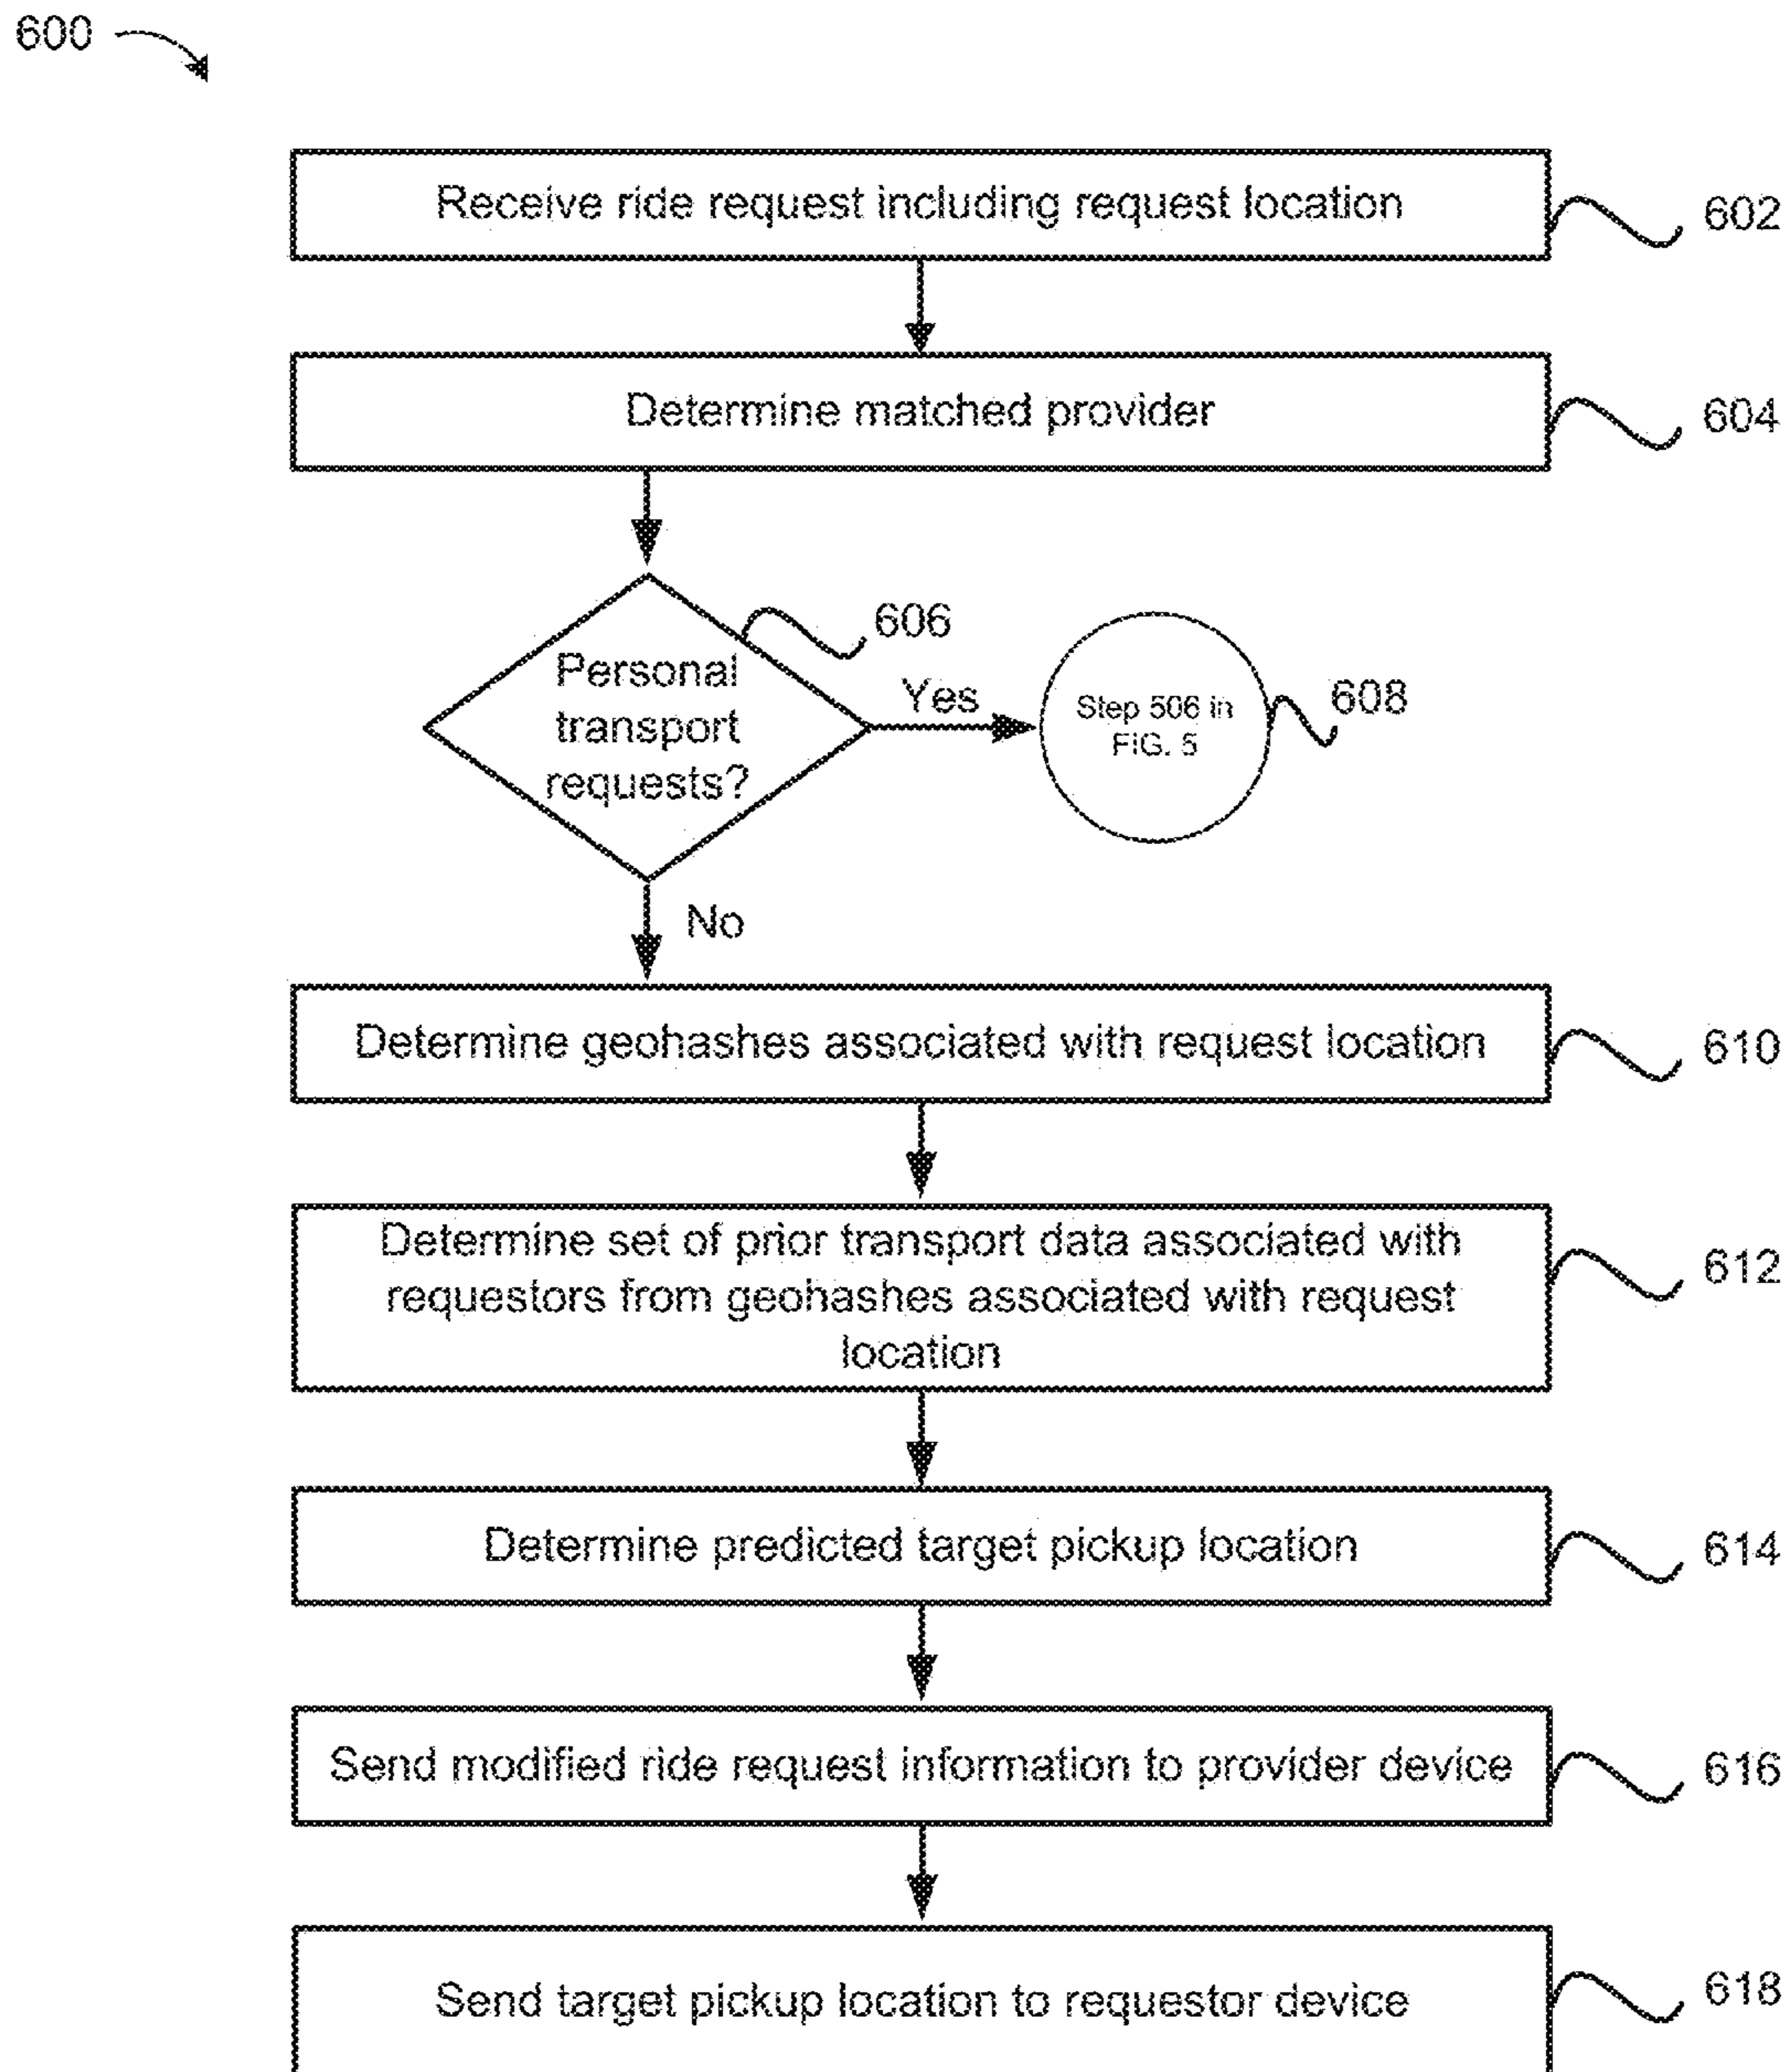 600
Receive ride request including request location
602
Determine matched provider
604
606
Personal
transport
requests?
Yes
Step 506 in
FIG. 5
608
No
Determine geohashes associated with request location
610
Determine set of prior transport data associated with
requestors from geohashes associated with request
location
612
Determine predicted target pickup location
614
Send modified ride request information to provider device
616
Send target pickup location to requestor device
618